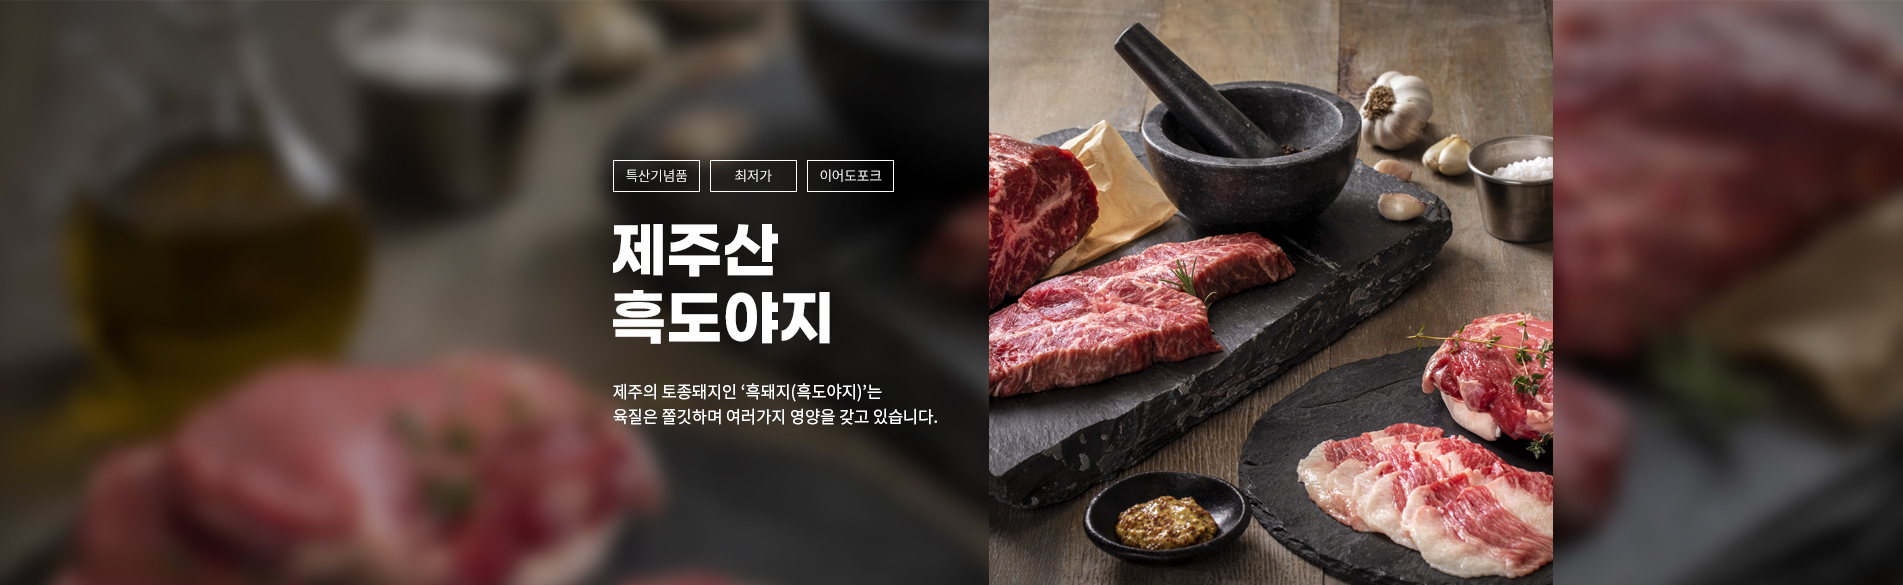 특산기념품
최저가
이어도포크
제주산
흑도야지
제주의 토종돼지인 ‘흑돼지(흑도야지)’는
육질은 쫄깃하며 여러가지 영양을 갖고 있습니다.